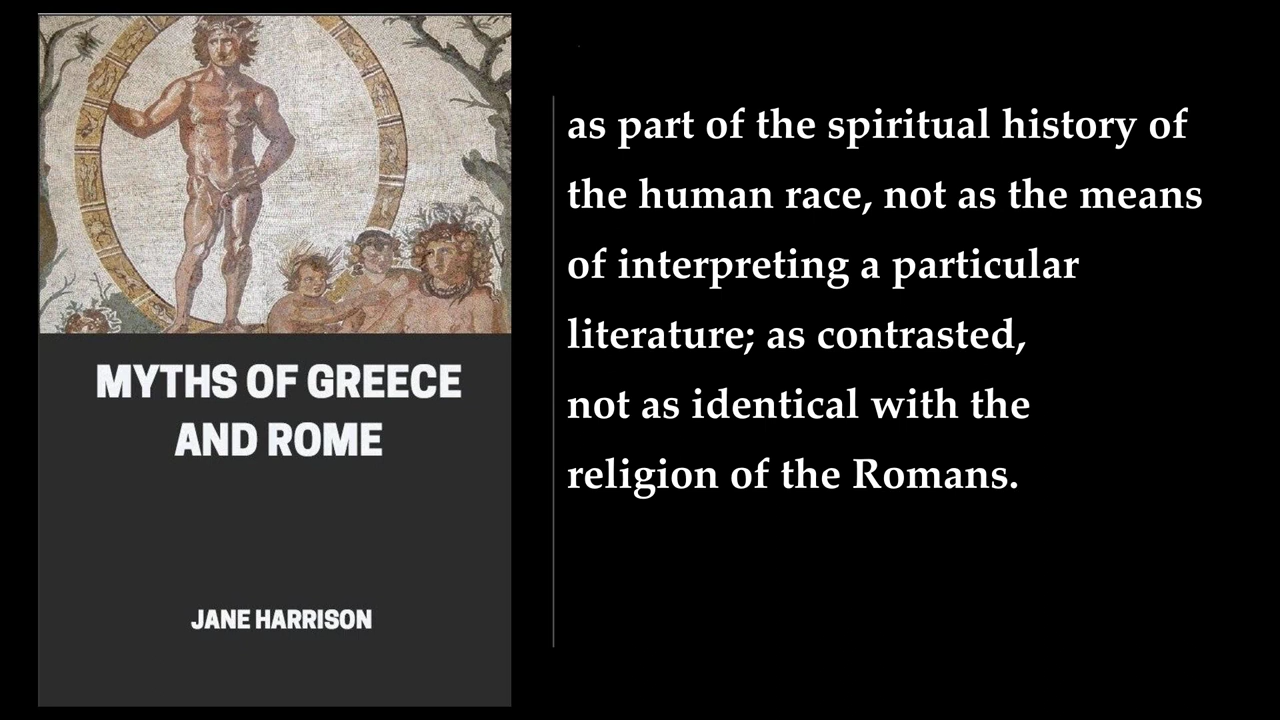 MYTHS OF GREECE
AND ROME
JANE HARRISON
as part of the spiritual history of
the human race, not as the means
of interpreting a particular
literature; as contrasted,
not as identical with the
religion of the Romans.